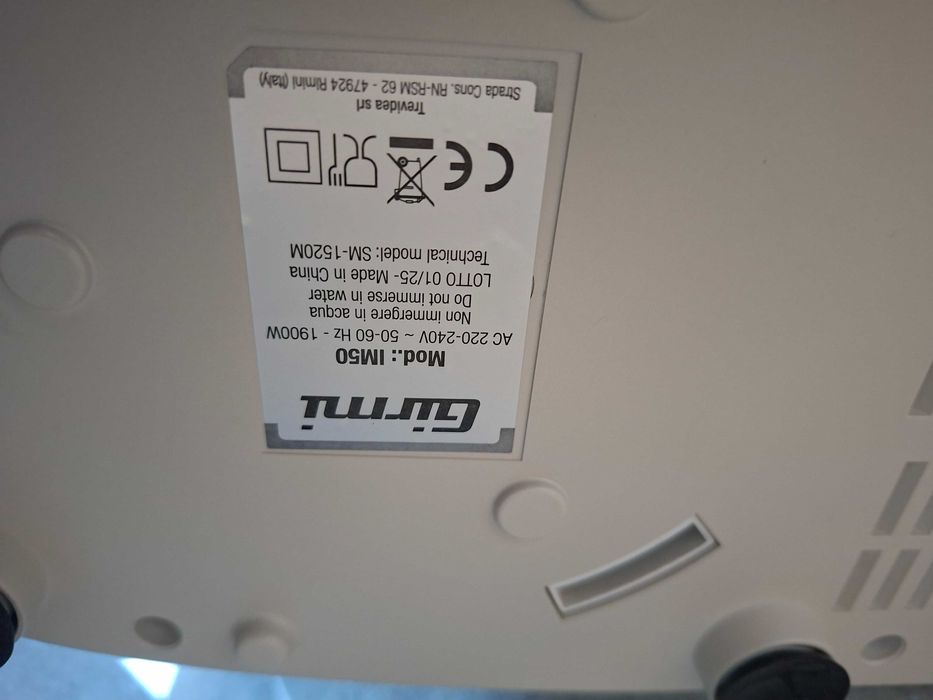 Girmi
Mod.: IM50
AC 220-240V ~ 50-60 Hz - 1900W
Non immergere in acqua
Do not immerse in water
LOTTO 01/25- Made in China
Technical model: SM-1520M
CE
Trevidea srl
Strada Cons. RN-RSM 62 - 47924 Rimini (Italy)